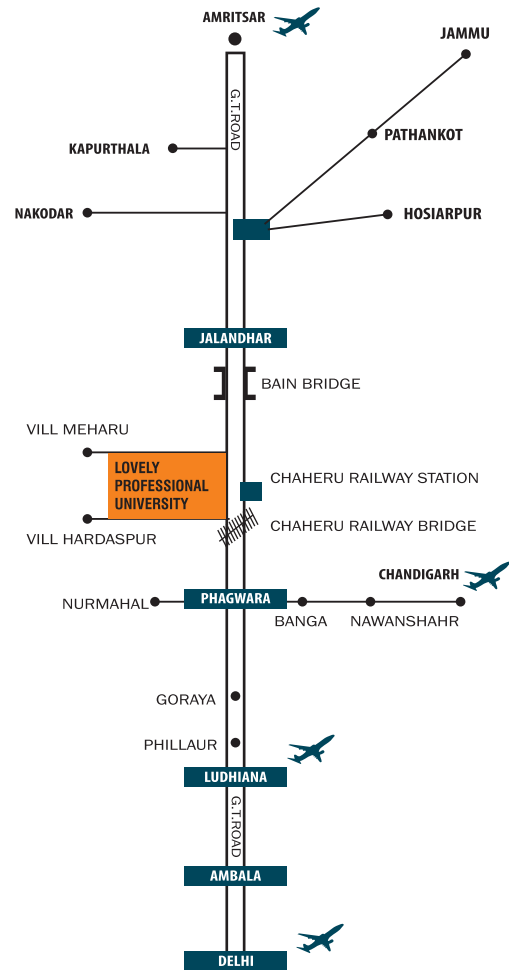 AMRITSAR
JAMMU
G.T.ROAD
PATHANKOT
KAPURTHALA
NAKODAR
HOSIARPUR
JALANDHAR
BAIN BRIDGE
VILL MEHARU
LOVELY
PROFESSIONAL
UNIVERSITY
CHAHERU RAILWAY STATION
CHAHERU RAILWAY BRIDGE
VILL HARDASPUR
CHANDIGARH
NURMAHAL
PHAGWARA
BANGA
NAWANSHAHR
GORAYA
PHILLAUR
LUDHIANA
G.T.ROAD
AMBALA
DELHI